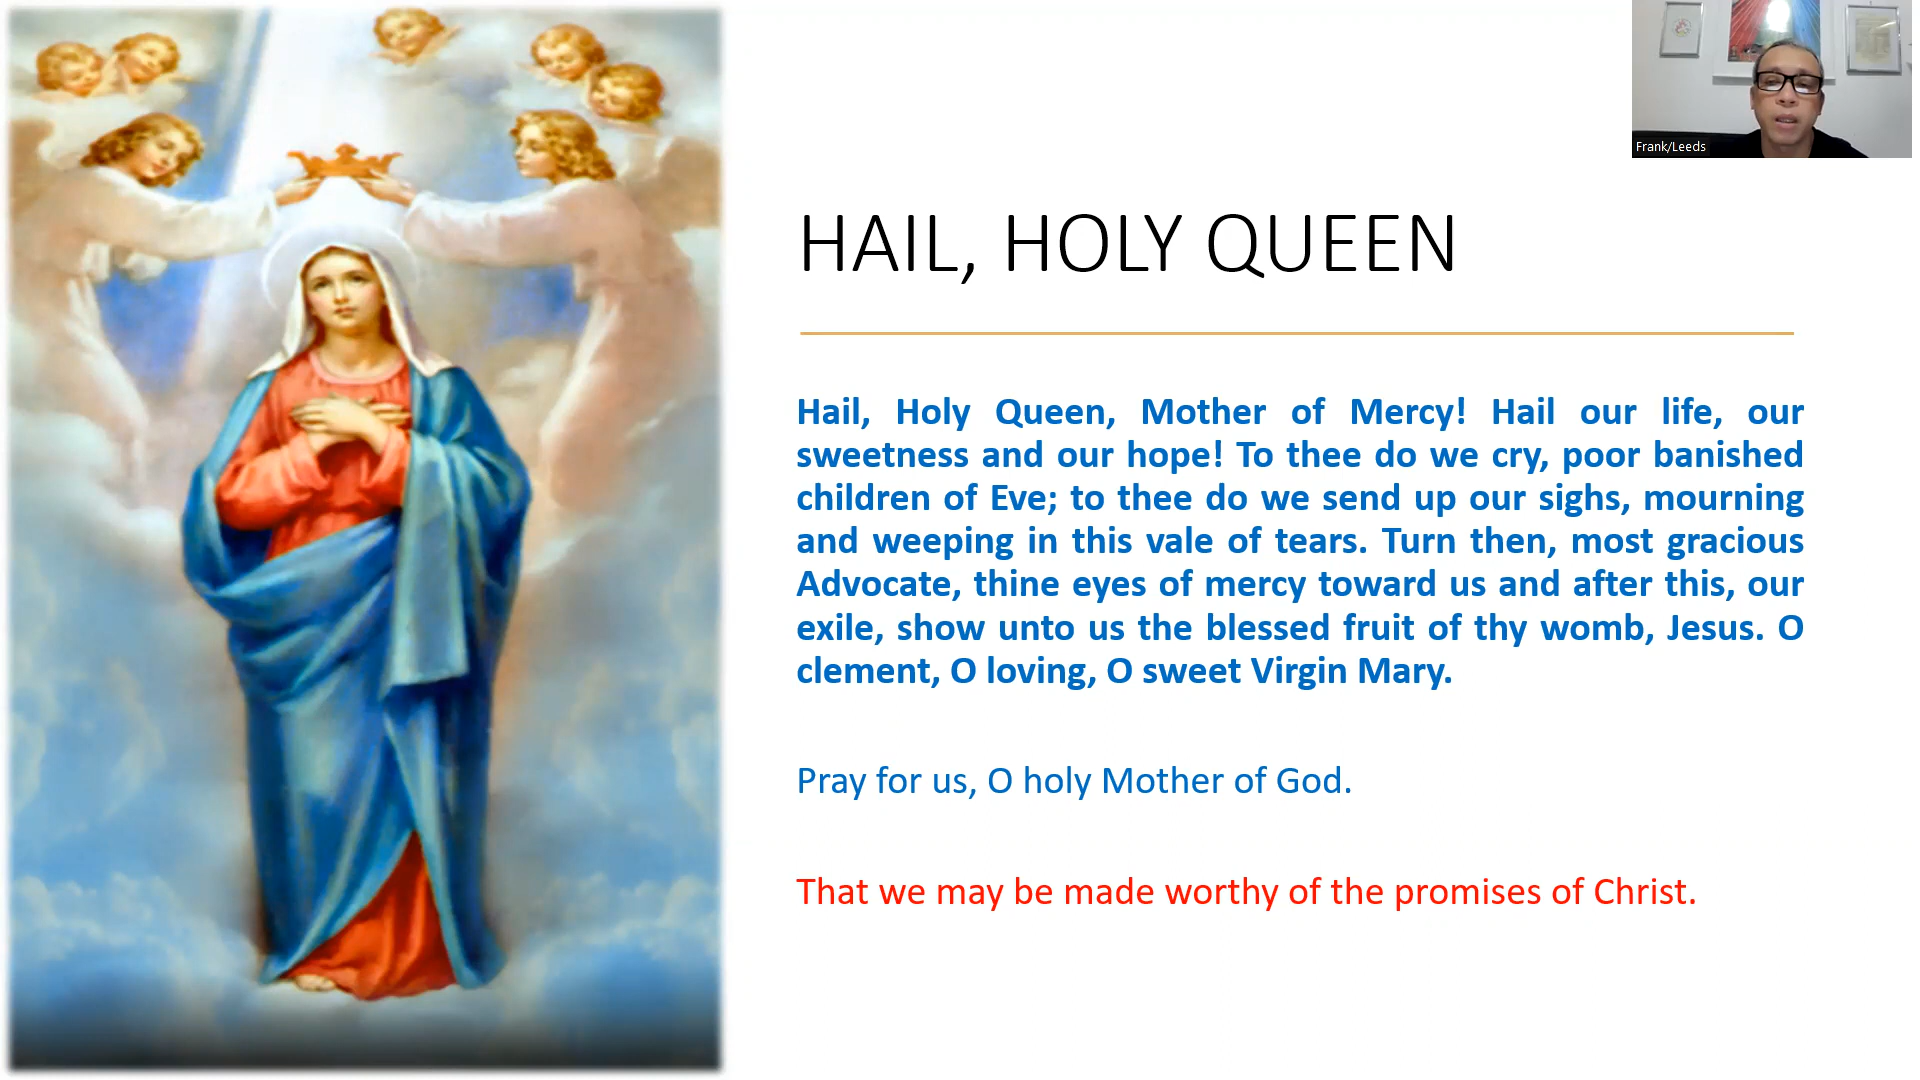 Frank/Leeds
HAIL, HOLY QUEEN
Hail, Holy Queen, Mother of Mercy! Hail our life, our
sweetness and our hope! To thee do we cry, poor banished
children of Eve; to thee do we send up our sighs, mourning
and weeping in this vale of tears. Turn then, most gracious
Advocate, thine eyes of mercy toward us and after this, our
exile, show unto us the blessed fruit of thy womb, Jesus. O
clement, O loving, O sweet Virgin Mary.
Pray for us, O holy Mother of God.
That we may be made worthy of the promises of Christ.